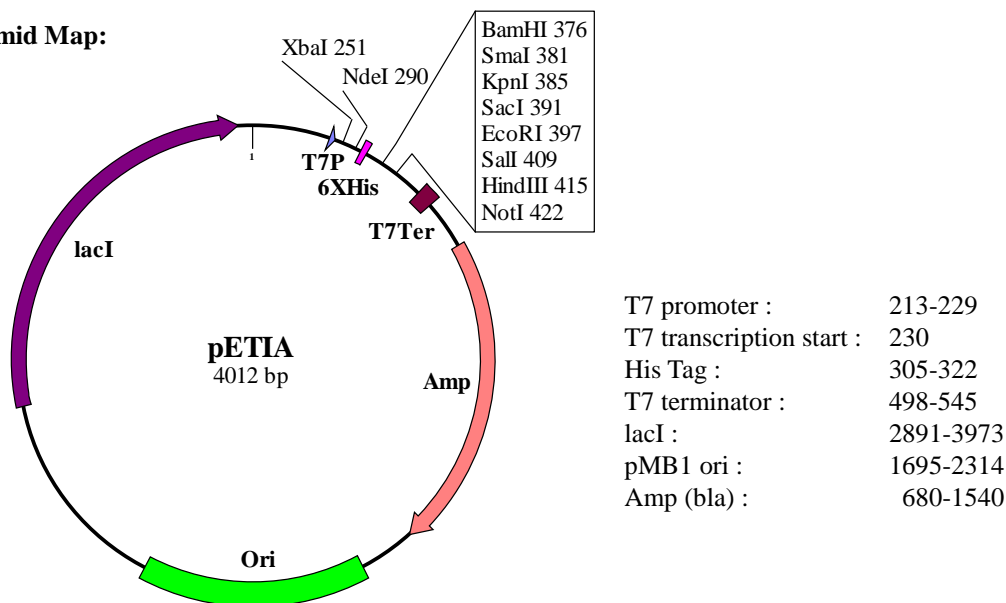 mid Map:
XbaI 251
NdeI 290
BamHI 376
SmaI 381
KpnI 385
SacI 391
EcoRI 397
SalI 409
HindIII 415
NotI 422
1
T7P
6XHis
T7Ter
lacI
pETIA
4012 bp
Amp
Ori
T7 promoter : 213-229
T7 transcription start : 230
His Tag : 305-322
T7 terminator : 498-545
lacI : 2891-3973
pMB1 ori : 1695-2314
Amp (bla) : 680-1540